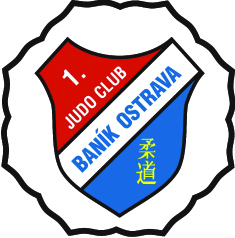 1.
JUDO CLUB
BANÍK OSTRAVA
柔道